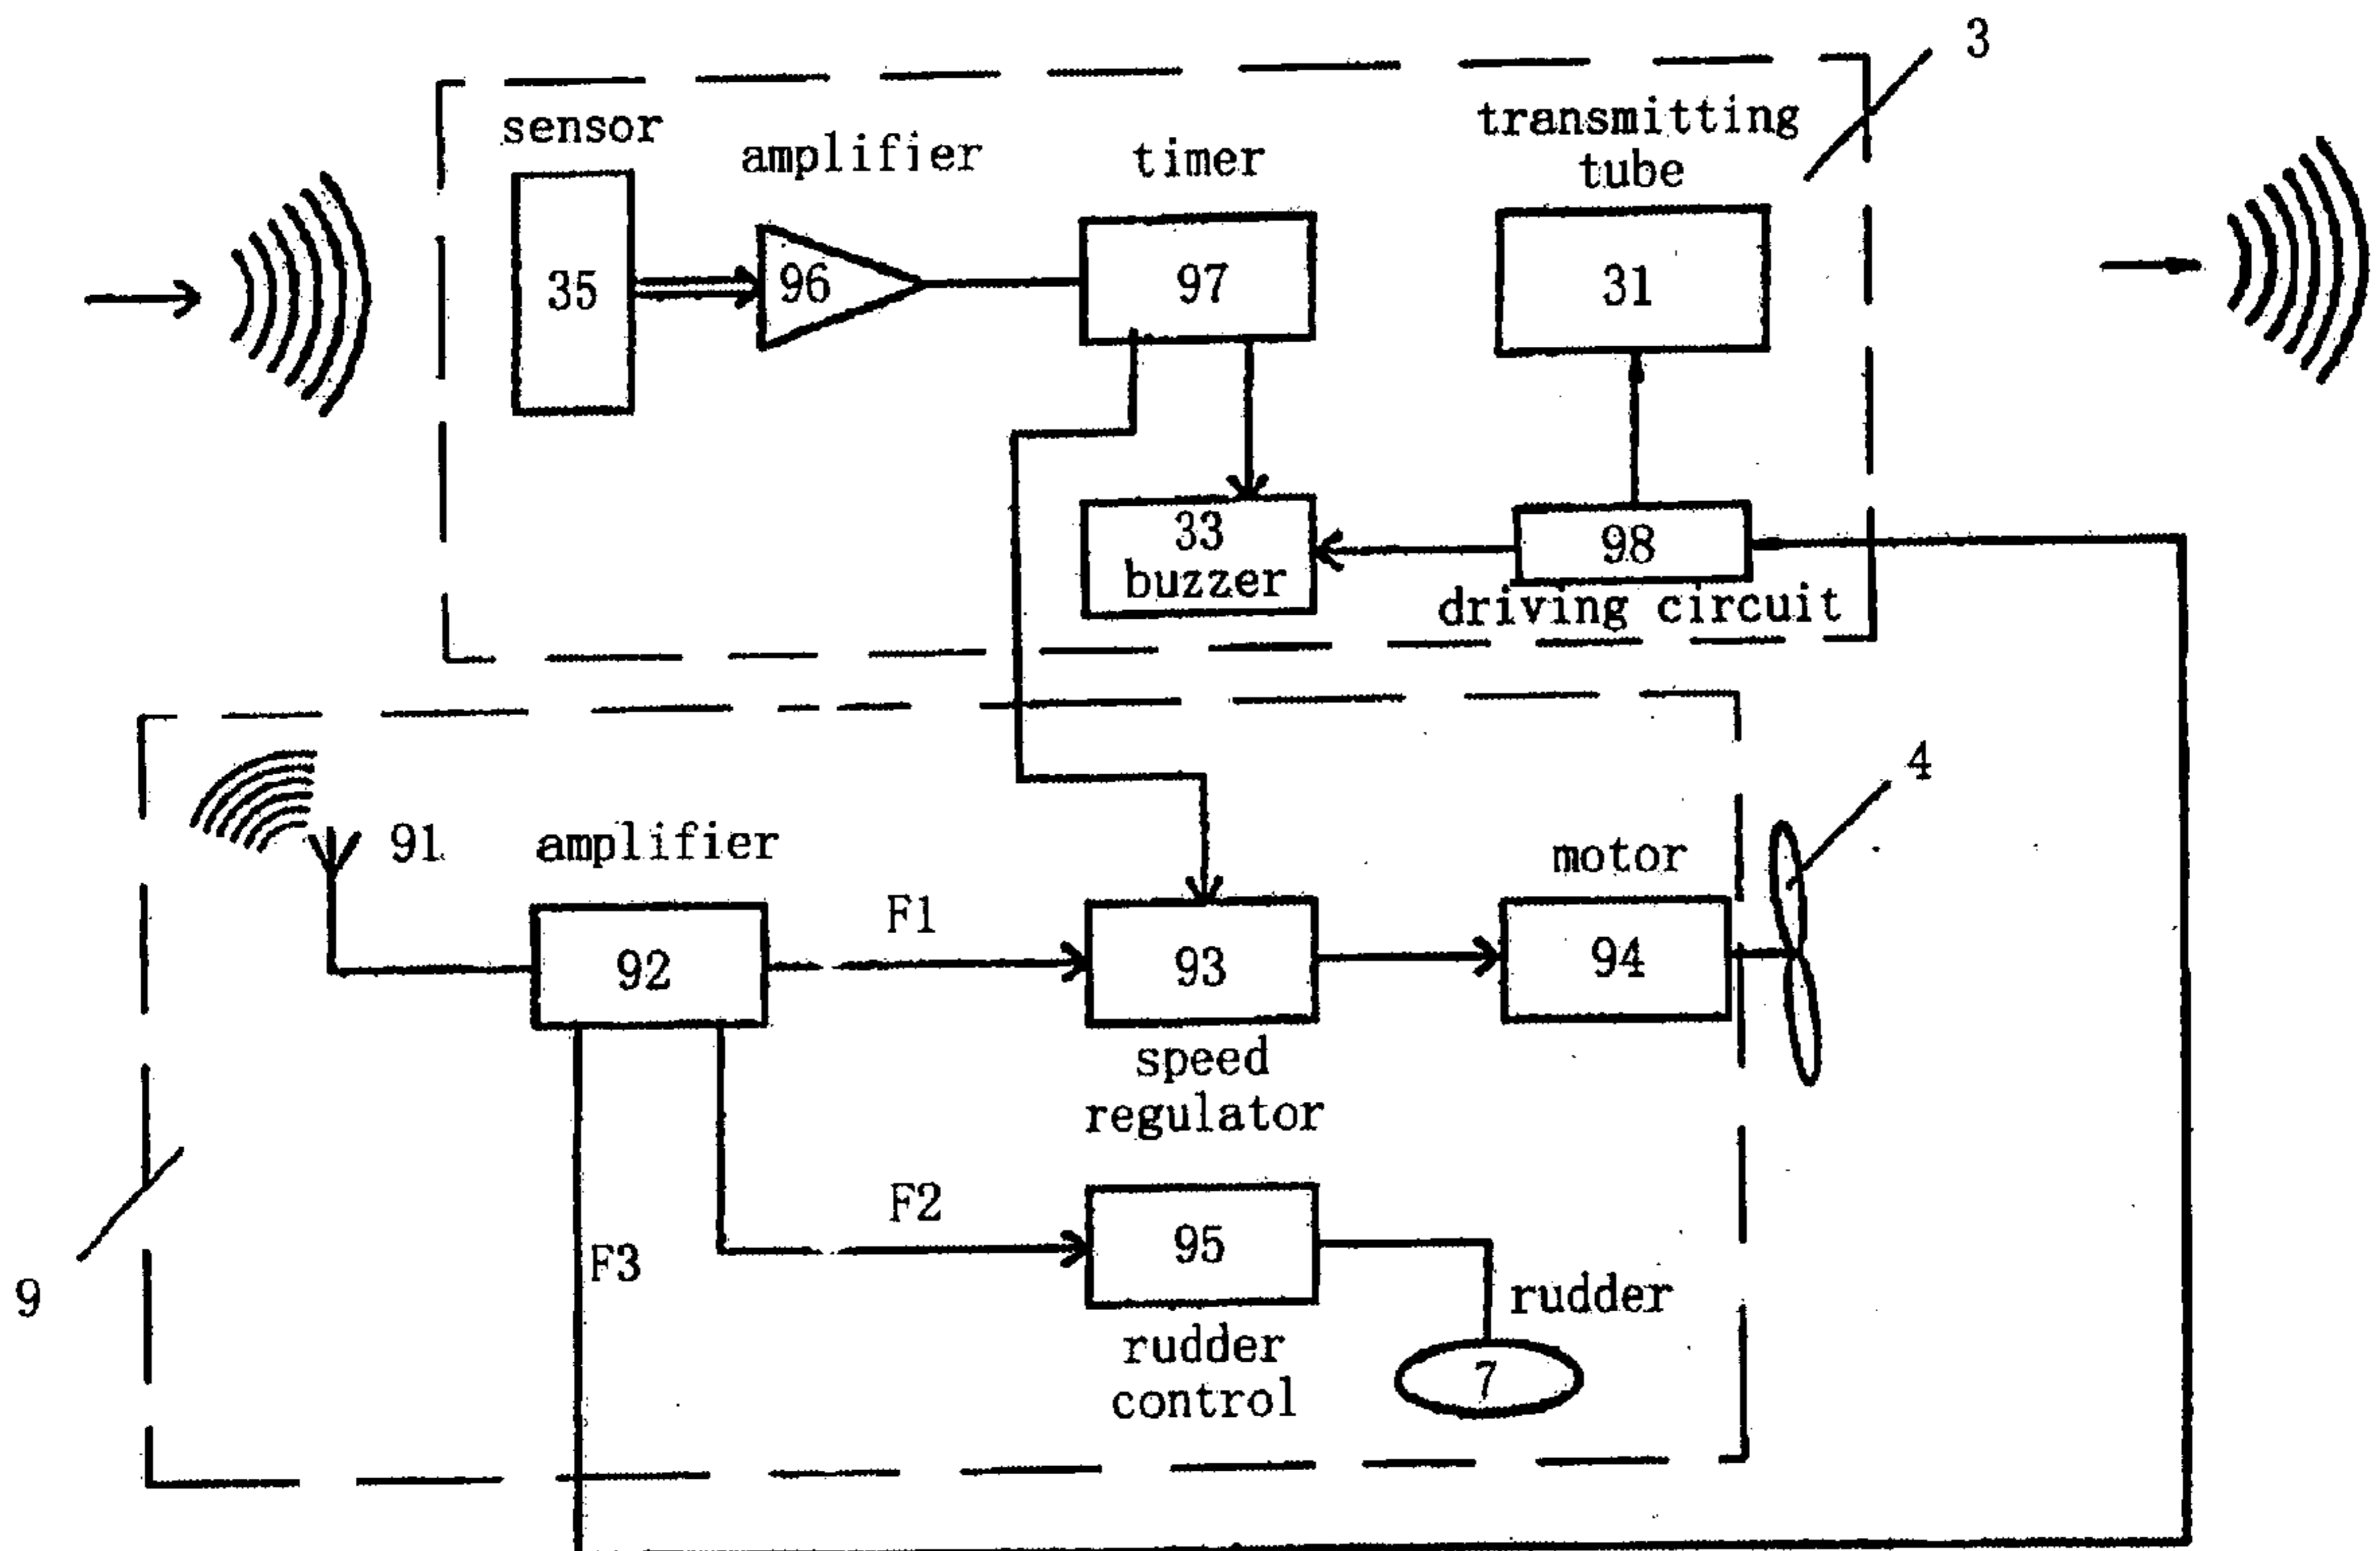 3
sensor
amplifier
timer
transmitting
tube
35
96
97
31
33
buzzer
98
driving circuit
4
91
amplifier
motor
F1
92
93
94
speed
regulator
F2
F3
95
9
rudder
rudder
control
7